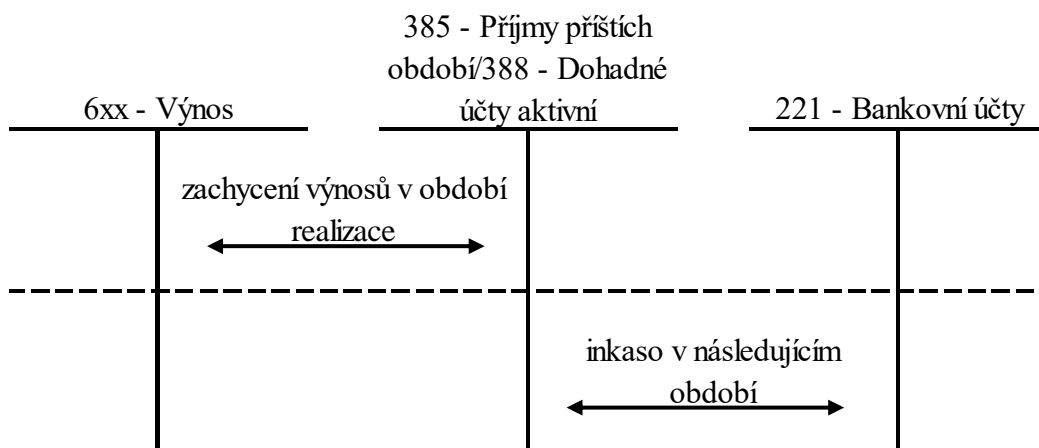 385 - Příjmy příštích
období/388 - Dohadné
účty aktivní
6xx - Výnos
221 - Bankovní účty
zachycení výnosů v období
realizace
inkaso v následujícím
období